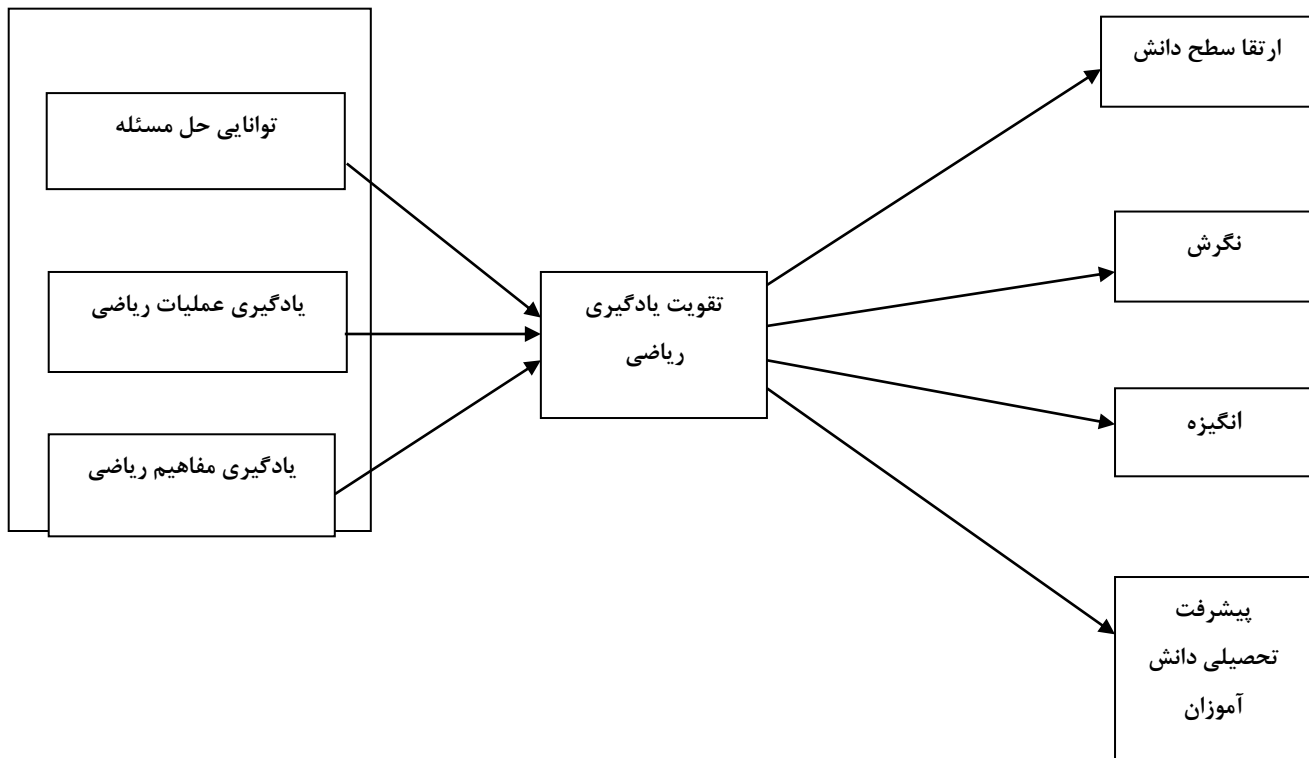 توانایی حل مسئله
یادگیری عملیات ریاضی
یادگیری مفاهیم ریاضی
تقویت یادگیری
ریاضی
ارتقا سطح دانش
نگرش
انگیزه
پیشرفت
تحصیلی دانش
آموزان